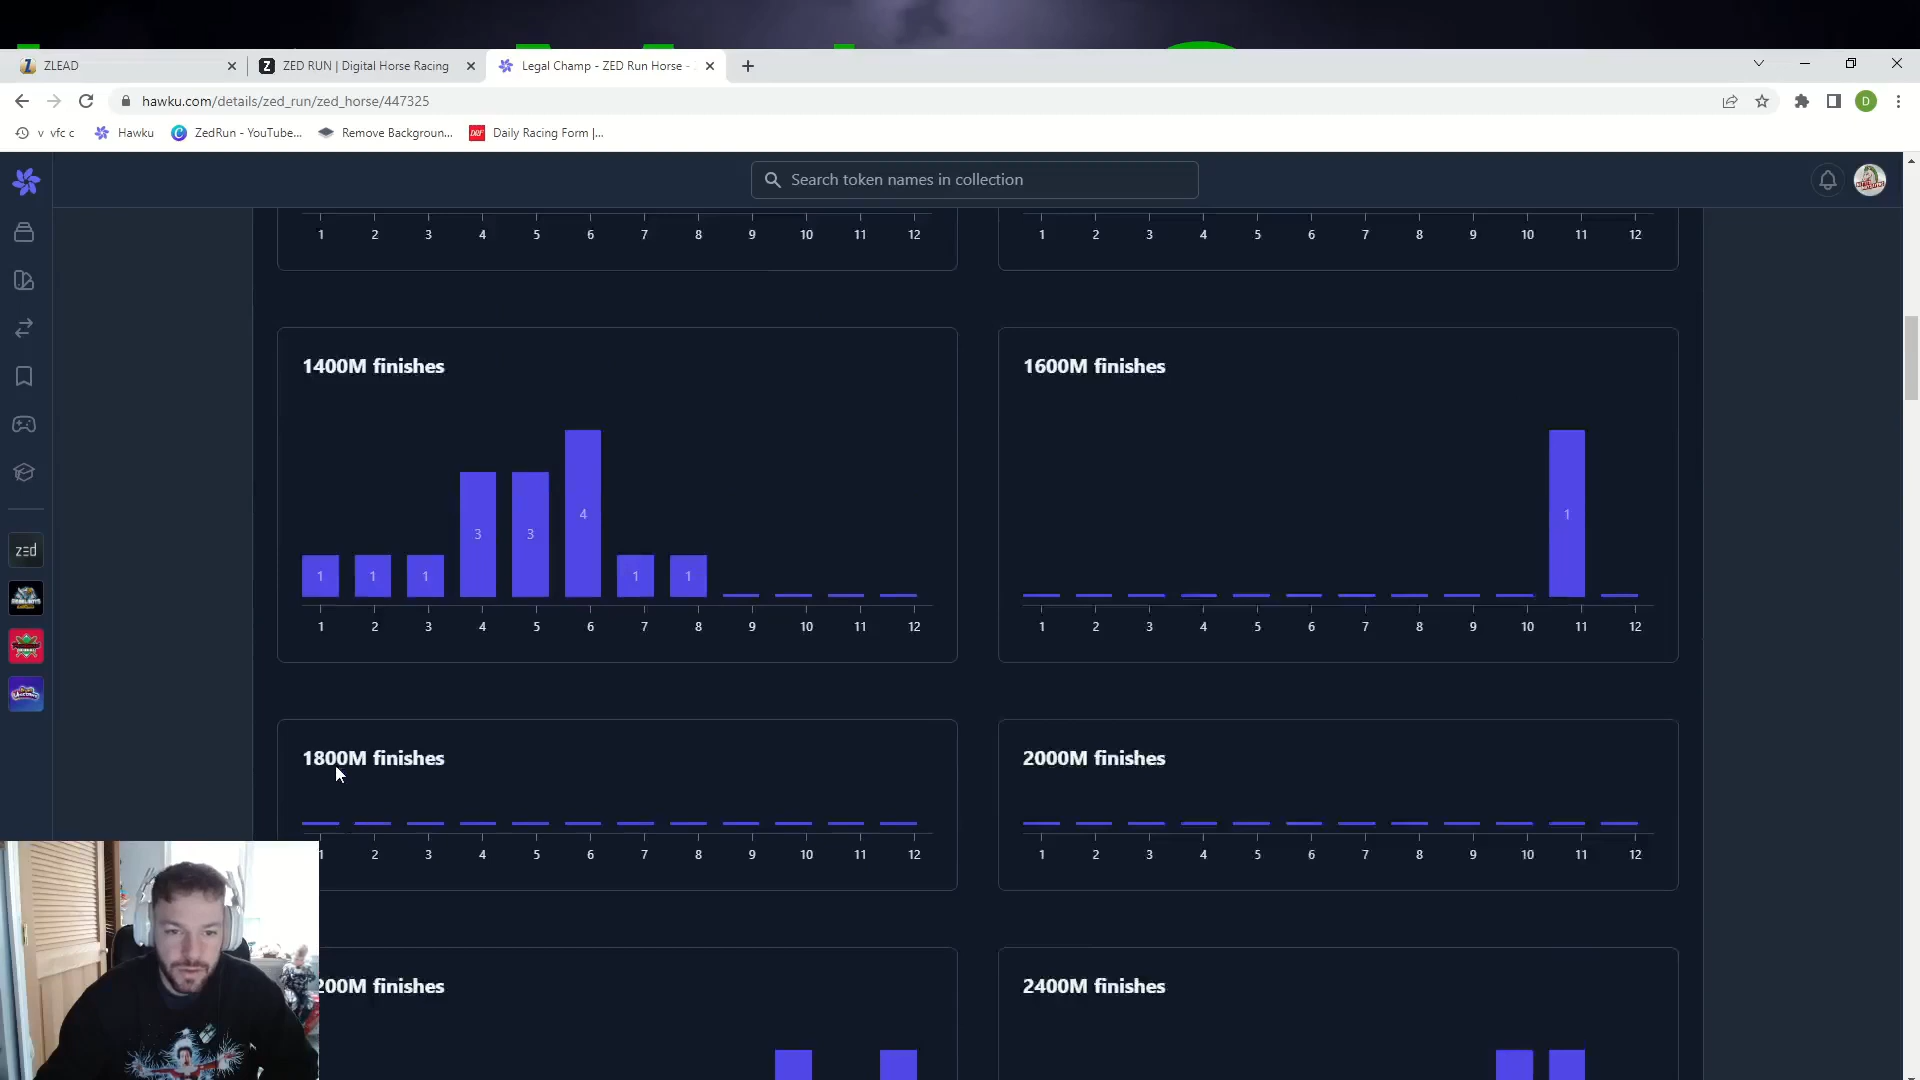 ZLEAD
ZED RUN | Digital Horse Racing
Legal Champ - ZED Run Horse -
hawku.com/details/zed_run/zed_horse/447325
D
v vfc c
Hawku
ZedRun - YouTube...
Remove Backgroun...
DRF
Daily Racing Form |...
Search token names in collection
1 2 3 4 5 6 7 8 9 10 11 12
1 2 3 4 5 6 7 8 9 10 11 12
1400M finishes
1 1 1 3 3 4 1 1
1 2 3 4 5 6 7 8 9 10 11 12
1600M finishes
1
1 2 3 4 5 6 7 8 9 10 11 12
zed
1800M finishes
1 2 3 4 5 6 7 8 9 10 11 12
2000M finishes
1 2 3 4 5 6 7 8 9 10 11 12
200M finishes
2400M finishes